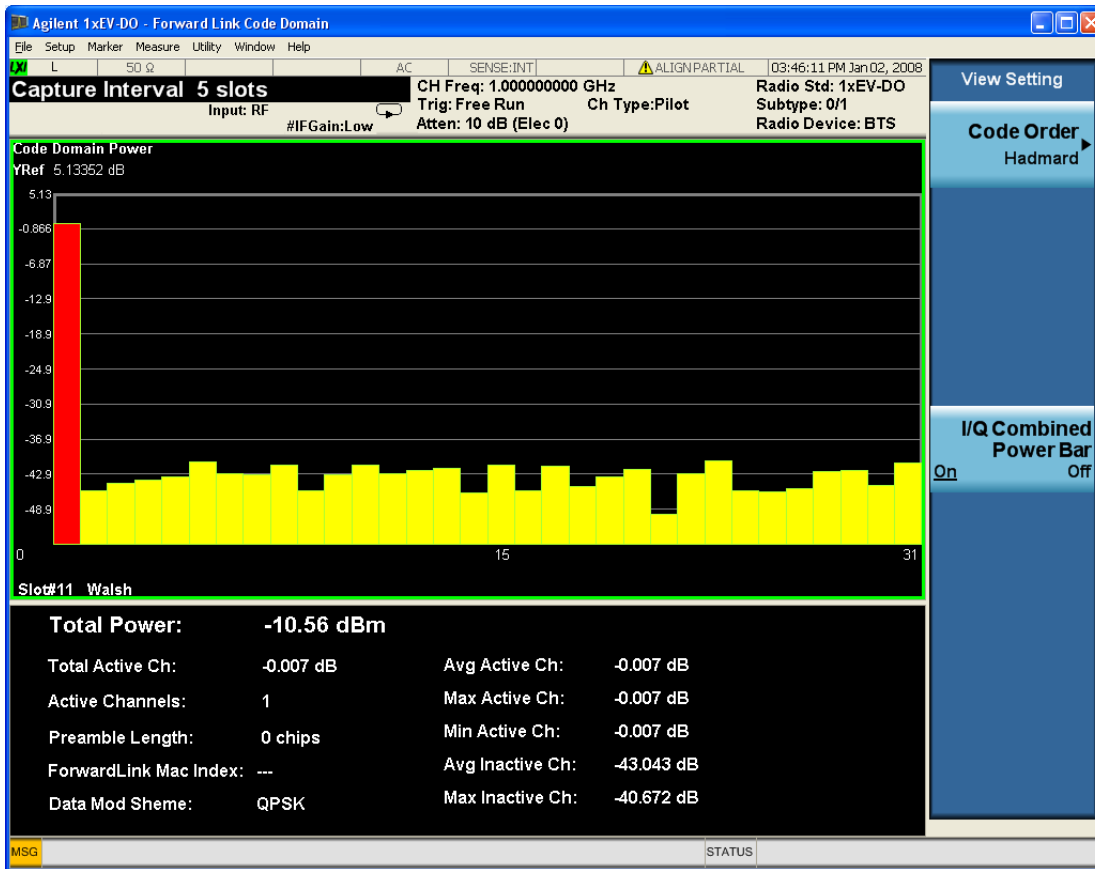 Agilent 1xEV-DO - Forward Link Code Domain
File Setup Marker Measure Utility Window Help
LXI L 50 Ω AC SENSE:INT ALIGN PARTIAL 03:46:11 PM Jan 02, 2008
Capture Interval 5 slots
Input: RF
#IFGain:Low
CH Freq: 1.000000000 GHz
Trig: Free Run Ch Type:Pilot
Atten: 10 dB (Elec 0)
Radio Std: 1xEV-DO
Subtype: 0/1
Radio Device: BTS
Code Domain Power
YRef 5.13352 dB
5.13
-0.866
-6.87
-12.9
-18.9
-24.9
-30.9
-36.9
-42.9
-48.9
0 15 31
Slot#11 Walsh
Total Power: -10.56 dBm
Total Active Ch: -0.007 dB
Active Channels: 1
Preamble Length: 0 chips
ForwardLink Mac Index: ---
Data Mod Sheme: QPSK
Avg Active Ch: -0.007 dB
Max Active Ch: -0.007 dB
Min Active Ch: -0.007 dB
Avg Inactive Ch: -43.043 dB
Max Inactive Ch: -40.672 dB
MSG STATUS
View Setting
Code Order
Hadmard
I/Q Combined
Power Bar
On Off